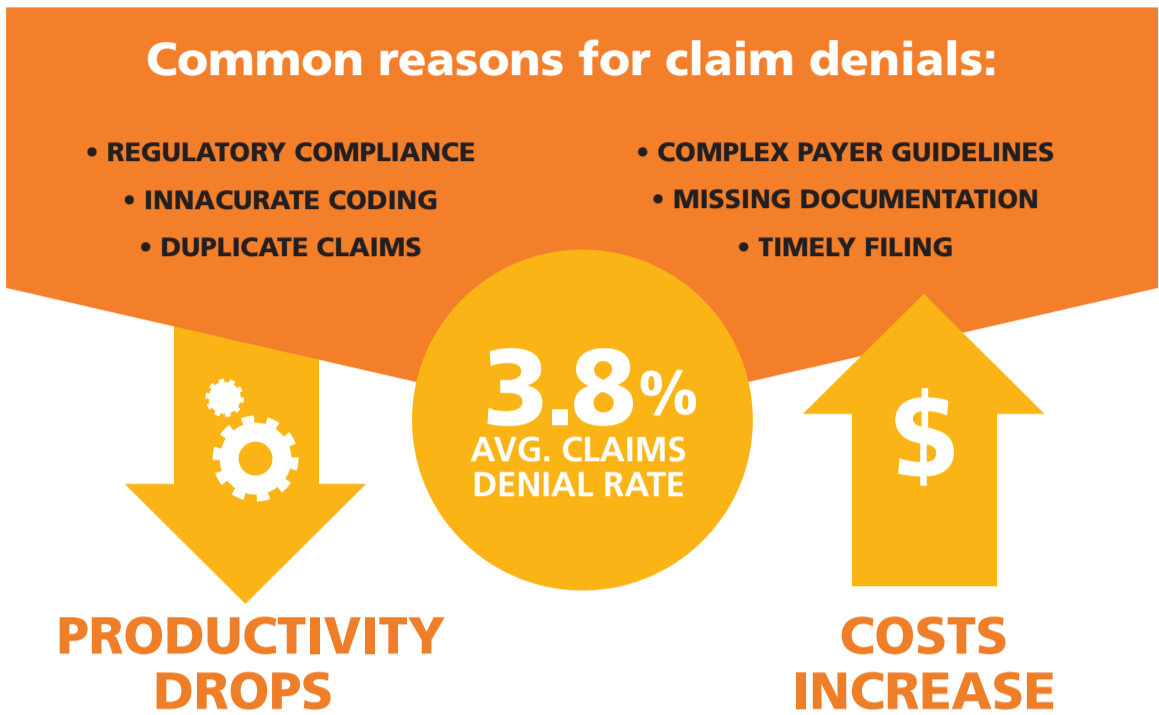 Common reasons for claim denials:
• REGULATORY COMPLIANCE
• INNACURATE CODING
• DUPLICATE CLAIMS
• COMPLEX PAYER GUIDELINES
• MISSING DOCUMENTATION
• TIMELY FILING
3.8%
AVG. CLAIMS
DENIAL RATE
$
PRODUCTIVITY
DROPS
COSTS
INCREASE